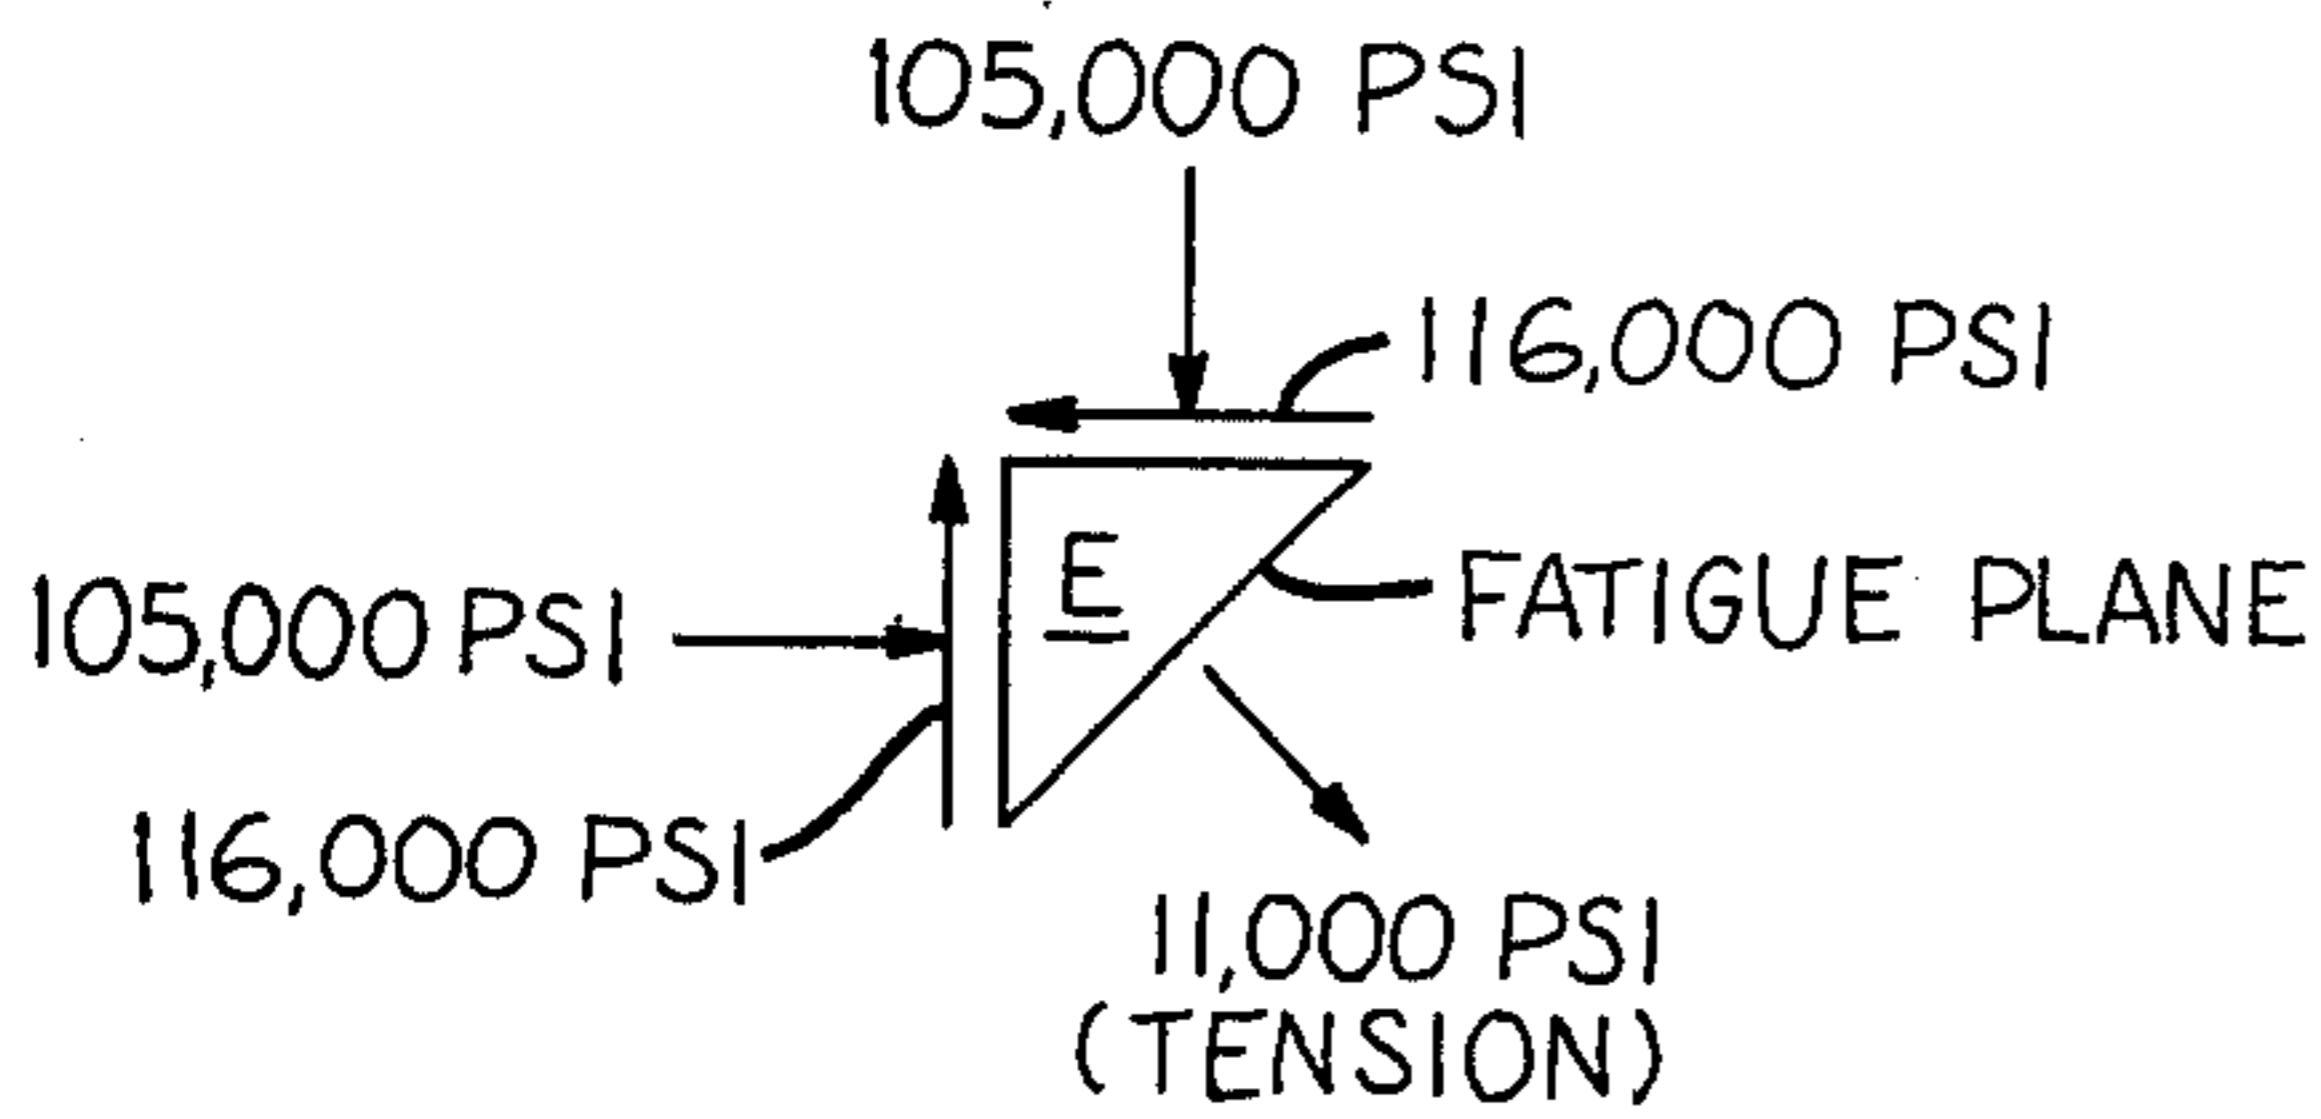 105,000 PSI
116,000 PSI
E
FATIGUE PLANE
105,000 PSI
116,000 PSI
11,000 PSI
(TENSION)